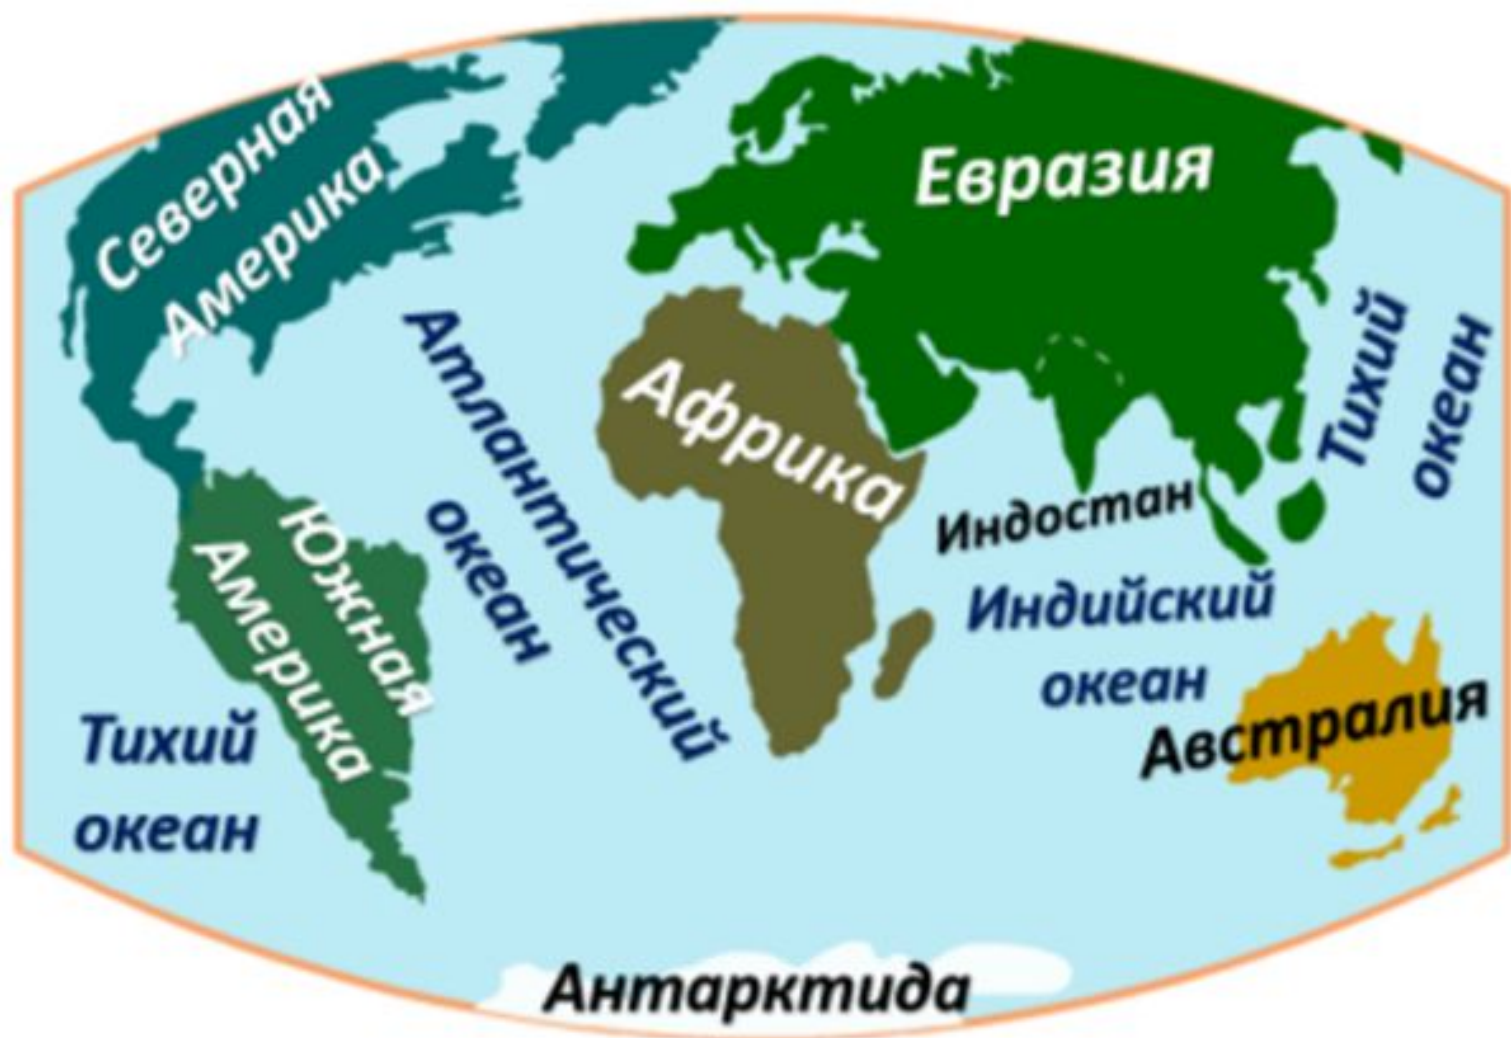 Северная
Америка
Евразия
Атлантический
океан
Африка
Тихий
океан
Индостан
Южная
Америка
Индийский
океан
Австралия
Тихий
океан
Антарктида